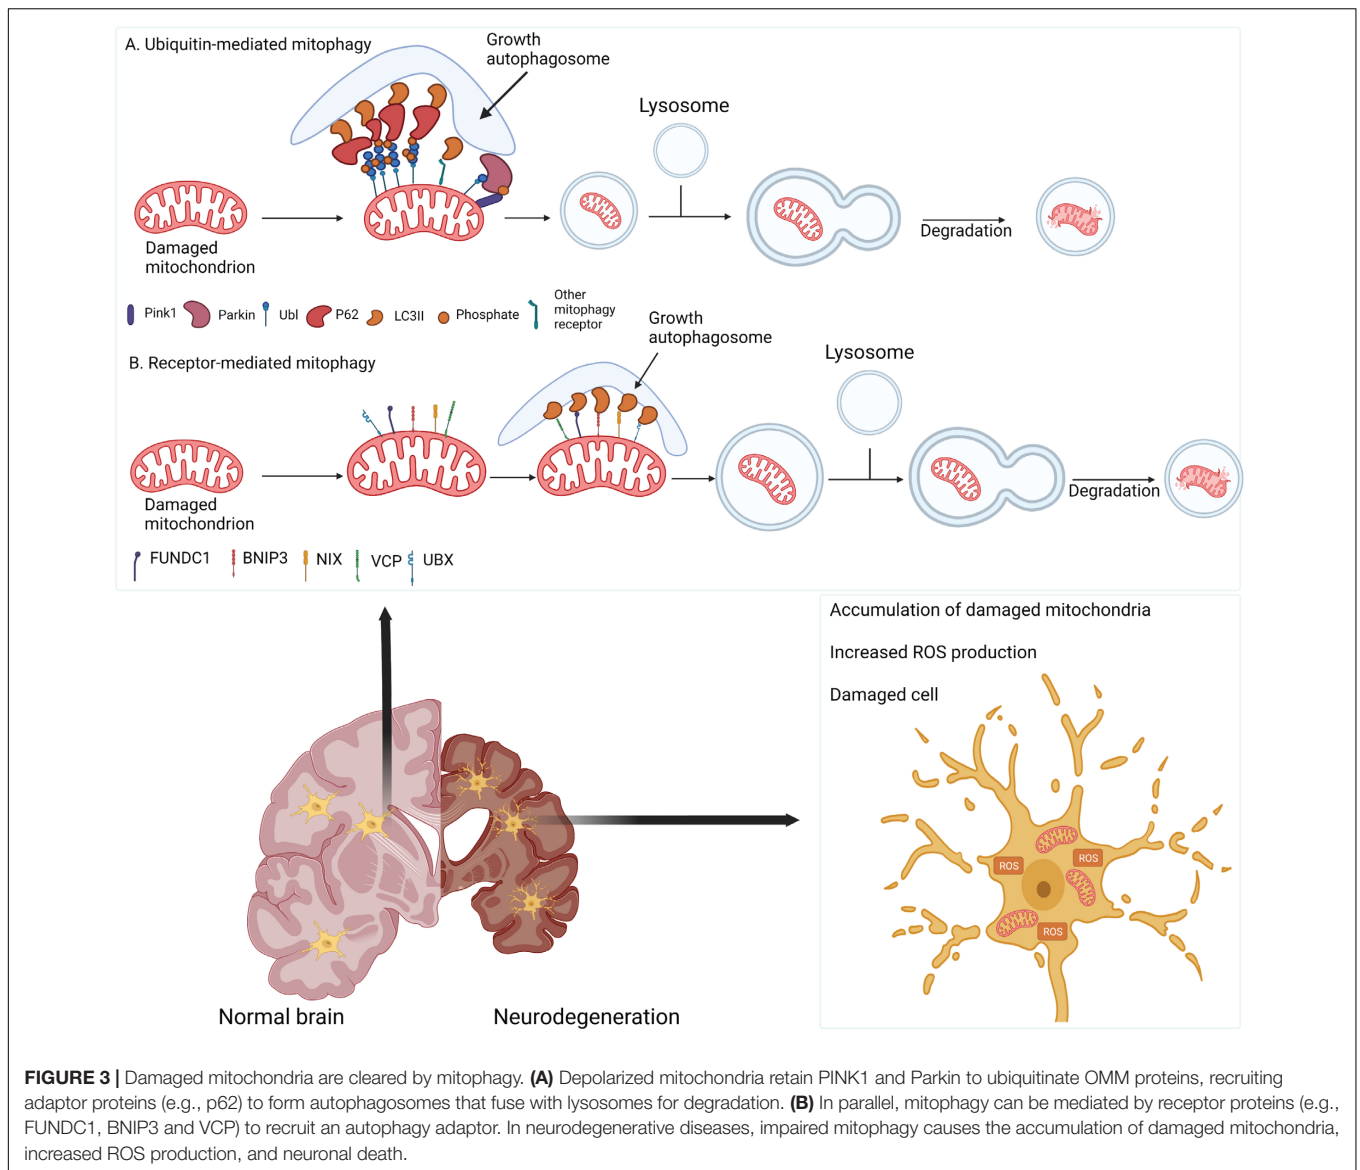 A. Ubiquitin-mediated mitophagy
Growth
autophagosome
Lysosome
Damaged
mitochondrion
Degradation
Pink1
Parkin
Ubl
P62
LC3II
Phosphate
Other
mitophagy
receptor
B. Receptor-mediated mitophagy
Growth
autophagosome
Lysosome
Damaged
mitochondrion
Degradation
FUNDC1
BNIP3
NIX
VCP
UBX
Accumulation of damaged mitochondria
Increased ROS production
Damaged cell
ROS
ROS
ROS
Normal brain
Neurodegeneration
FIGURE 3 | Damaged mitochondria are cleared by mitophagy. (A) Depolarized mitochondria retain PINK1 and Parkin to ubiquitinate OMM proteins, recruiting
adaptor proteins (e.g., p62) to form autophagosomes that fuse with lysosomes for degradation. (B) In parallel, mitophagy can be mediated by receptor proteins (e.g.,
FUNDC1, BNIP3 and VCP) to recruit an autophagy adaptor. In neurodegenerative diseases, impaired mitophagy causes the accumulation of damaged mitochondria,
increased ROS production, and neuronal death.